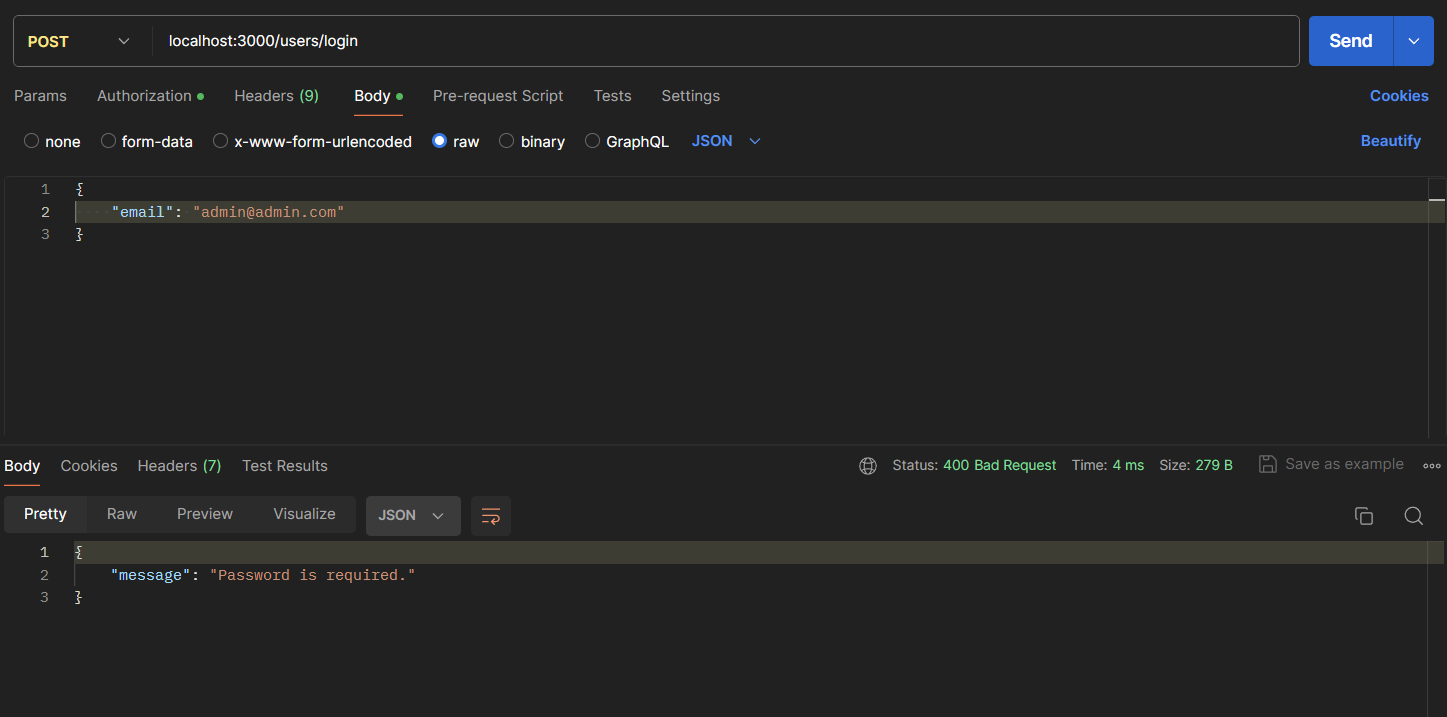 POST localhost:3000/users/login Send
Params Authorization Headers (9) Body Pre-request Script Tests Settings Cookies
none form-data x-www-form-urlencoded raw binary GraphQL JSON Beautify
1 {
2 "email": "admin@admin.com"
3 }
Body Cookies Headers (7) Test Results Status: 400 Bad Request Time: 4 ms Size: 279 B Save as example
Pretty Raw Preview Visualize JSON
1 {
2 "message": "Password is required."
3 }